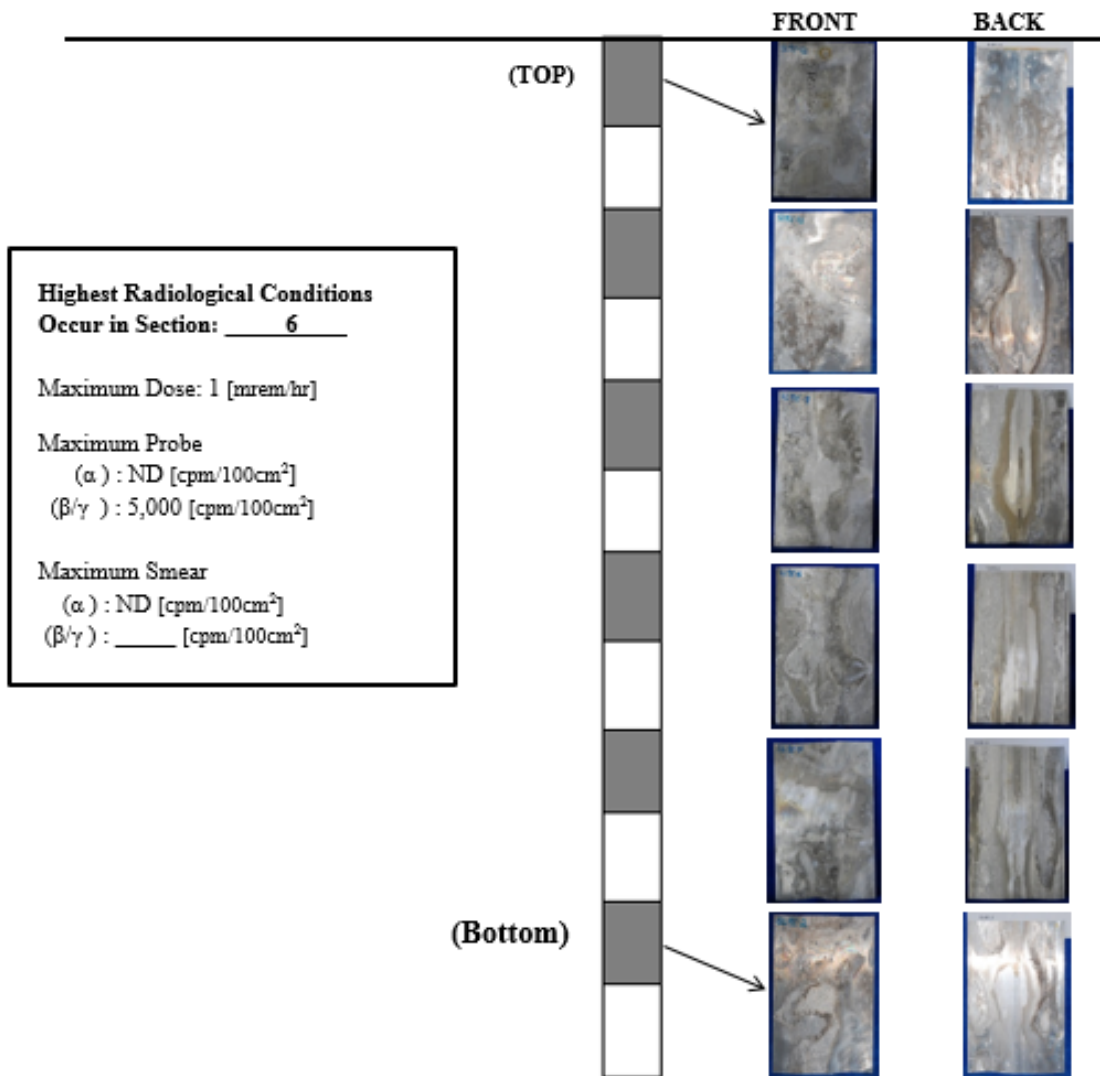 FRONT BACK
(TOP)
Highest Radiological Conditions
Occur in Section: 6
Maximum Dose: 1 [mrem/hr]
Maximum Probe
(α ) : ND [cpm/100cm²]
(β/γ ) : 5,000 [cpm/100cm²]
Maximum Smear
(α ) : ND [cpm/100cm²]
(β/γ ) : ______ [cpm/100cm²]
(Bottom)